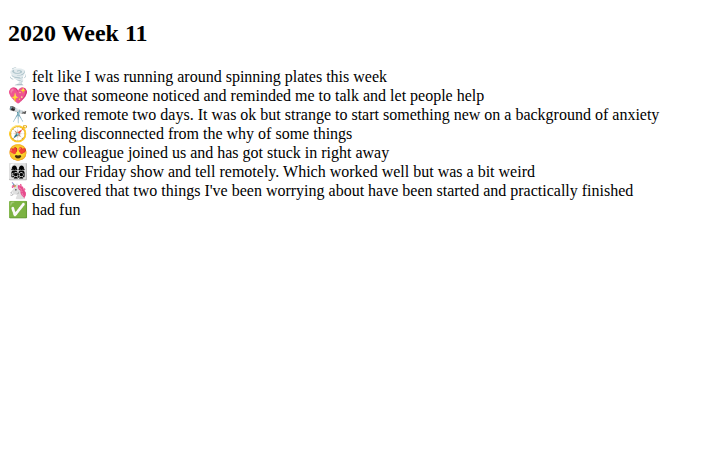 2020 Week 11
🌪️ felt like I was running around spinning plates this week
💖 love that someone noticed and reminded me to talk and let people help
🔭 worked remote two days. It was ok but strange to start something new on a background of anxiety
🧭 feeling disconnected from the why of some things
😍 new colleague joined us and has got stuck in right away
👩‍👩‍👧‍👦 had our Friday show and tell remotely. Which worked well but was a bit weird
🦄 discovered that two things I've been worrying about have been started and practically finished
✅ had fun